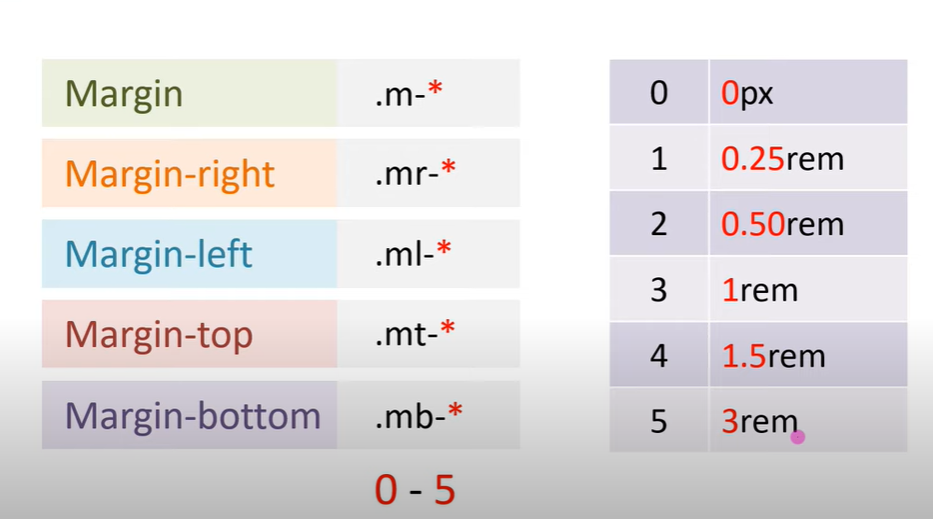 Margin .m-*
Margin-right .mr-*
Margin-left .ml-*
Margin-top .mt-*
Margin-bottom .mb-*
0 - 5
0 0px
1 0.25rem
2 0.50rem
3 1rem
4 1.5rem
5 3rem